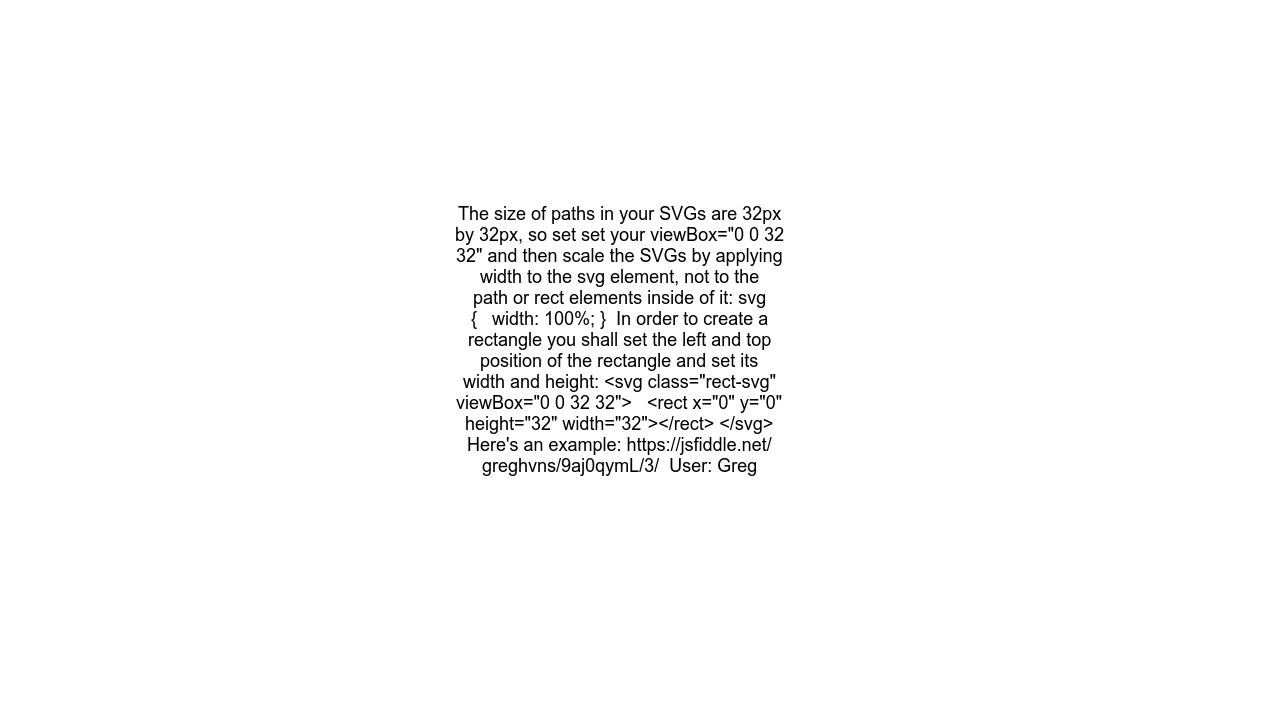 The size of paths in your SVGs are 32px
by 32px, so set set your viewBox="0 0 32
32" and then scale the SVGs by applying
width to the svg element, not to the
path or rect elements inside of it: svg
{   width: 100%; }  In order to create a
rectangle you shall set the left and top
position of the rectangle and set its
width and height: <svg class="rect-svg"
viewBox="0 0 32 32">   <rect x="0" y="0"
height="32" width="32"></rect> </svg>
Here's an example: https://jsfiddle.net/
greghvns/9aj0qymL/3/  User: Greg